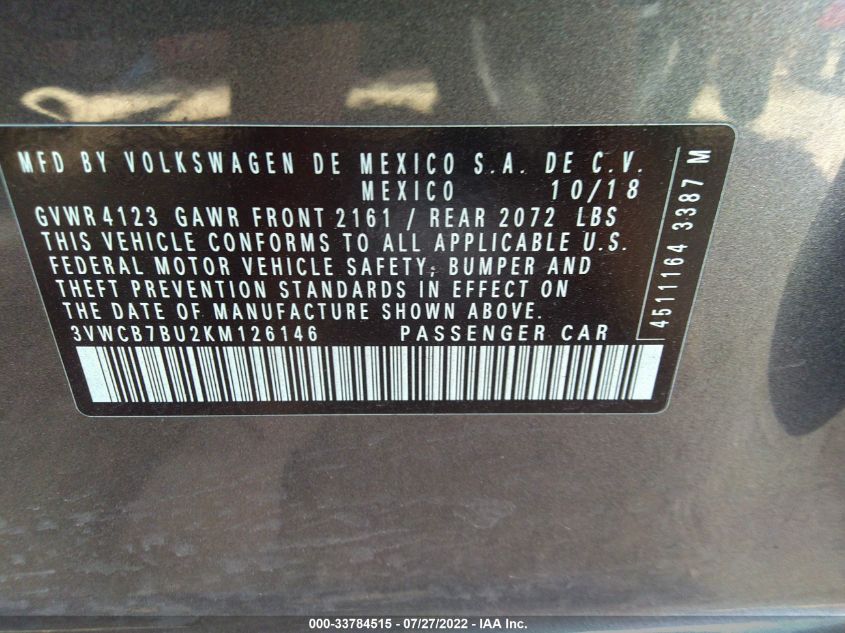 MFD BY VOLKSWAGEN DE MEXICO S.A. DE C.V.
MEXICO 10/18
GVWR 4123 GAWR FRONT 2161 / REAR 2072 LBS
THIS VEHICLE CONFORMS TO ALL APPLICABLE U.S.
FEDERAL MOTOR VEHICLE SAFETY, BUMPER AND
THEFT PREVENTION STANDARDS IN EFFECT ON
THE DATE OF MANUFACTURE SHOWN ABOVE.
3VWCB7BU2KM126146 PASSENGER CAR
4511164 3387 M
000-33784515 - 07/27/2022 - IAA Inc.